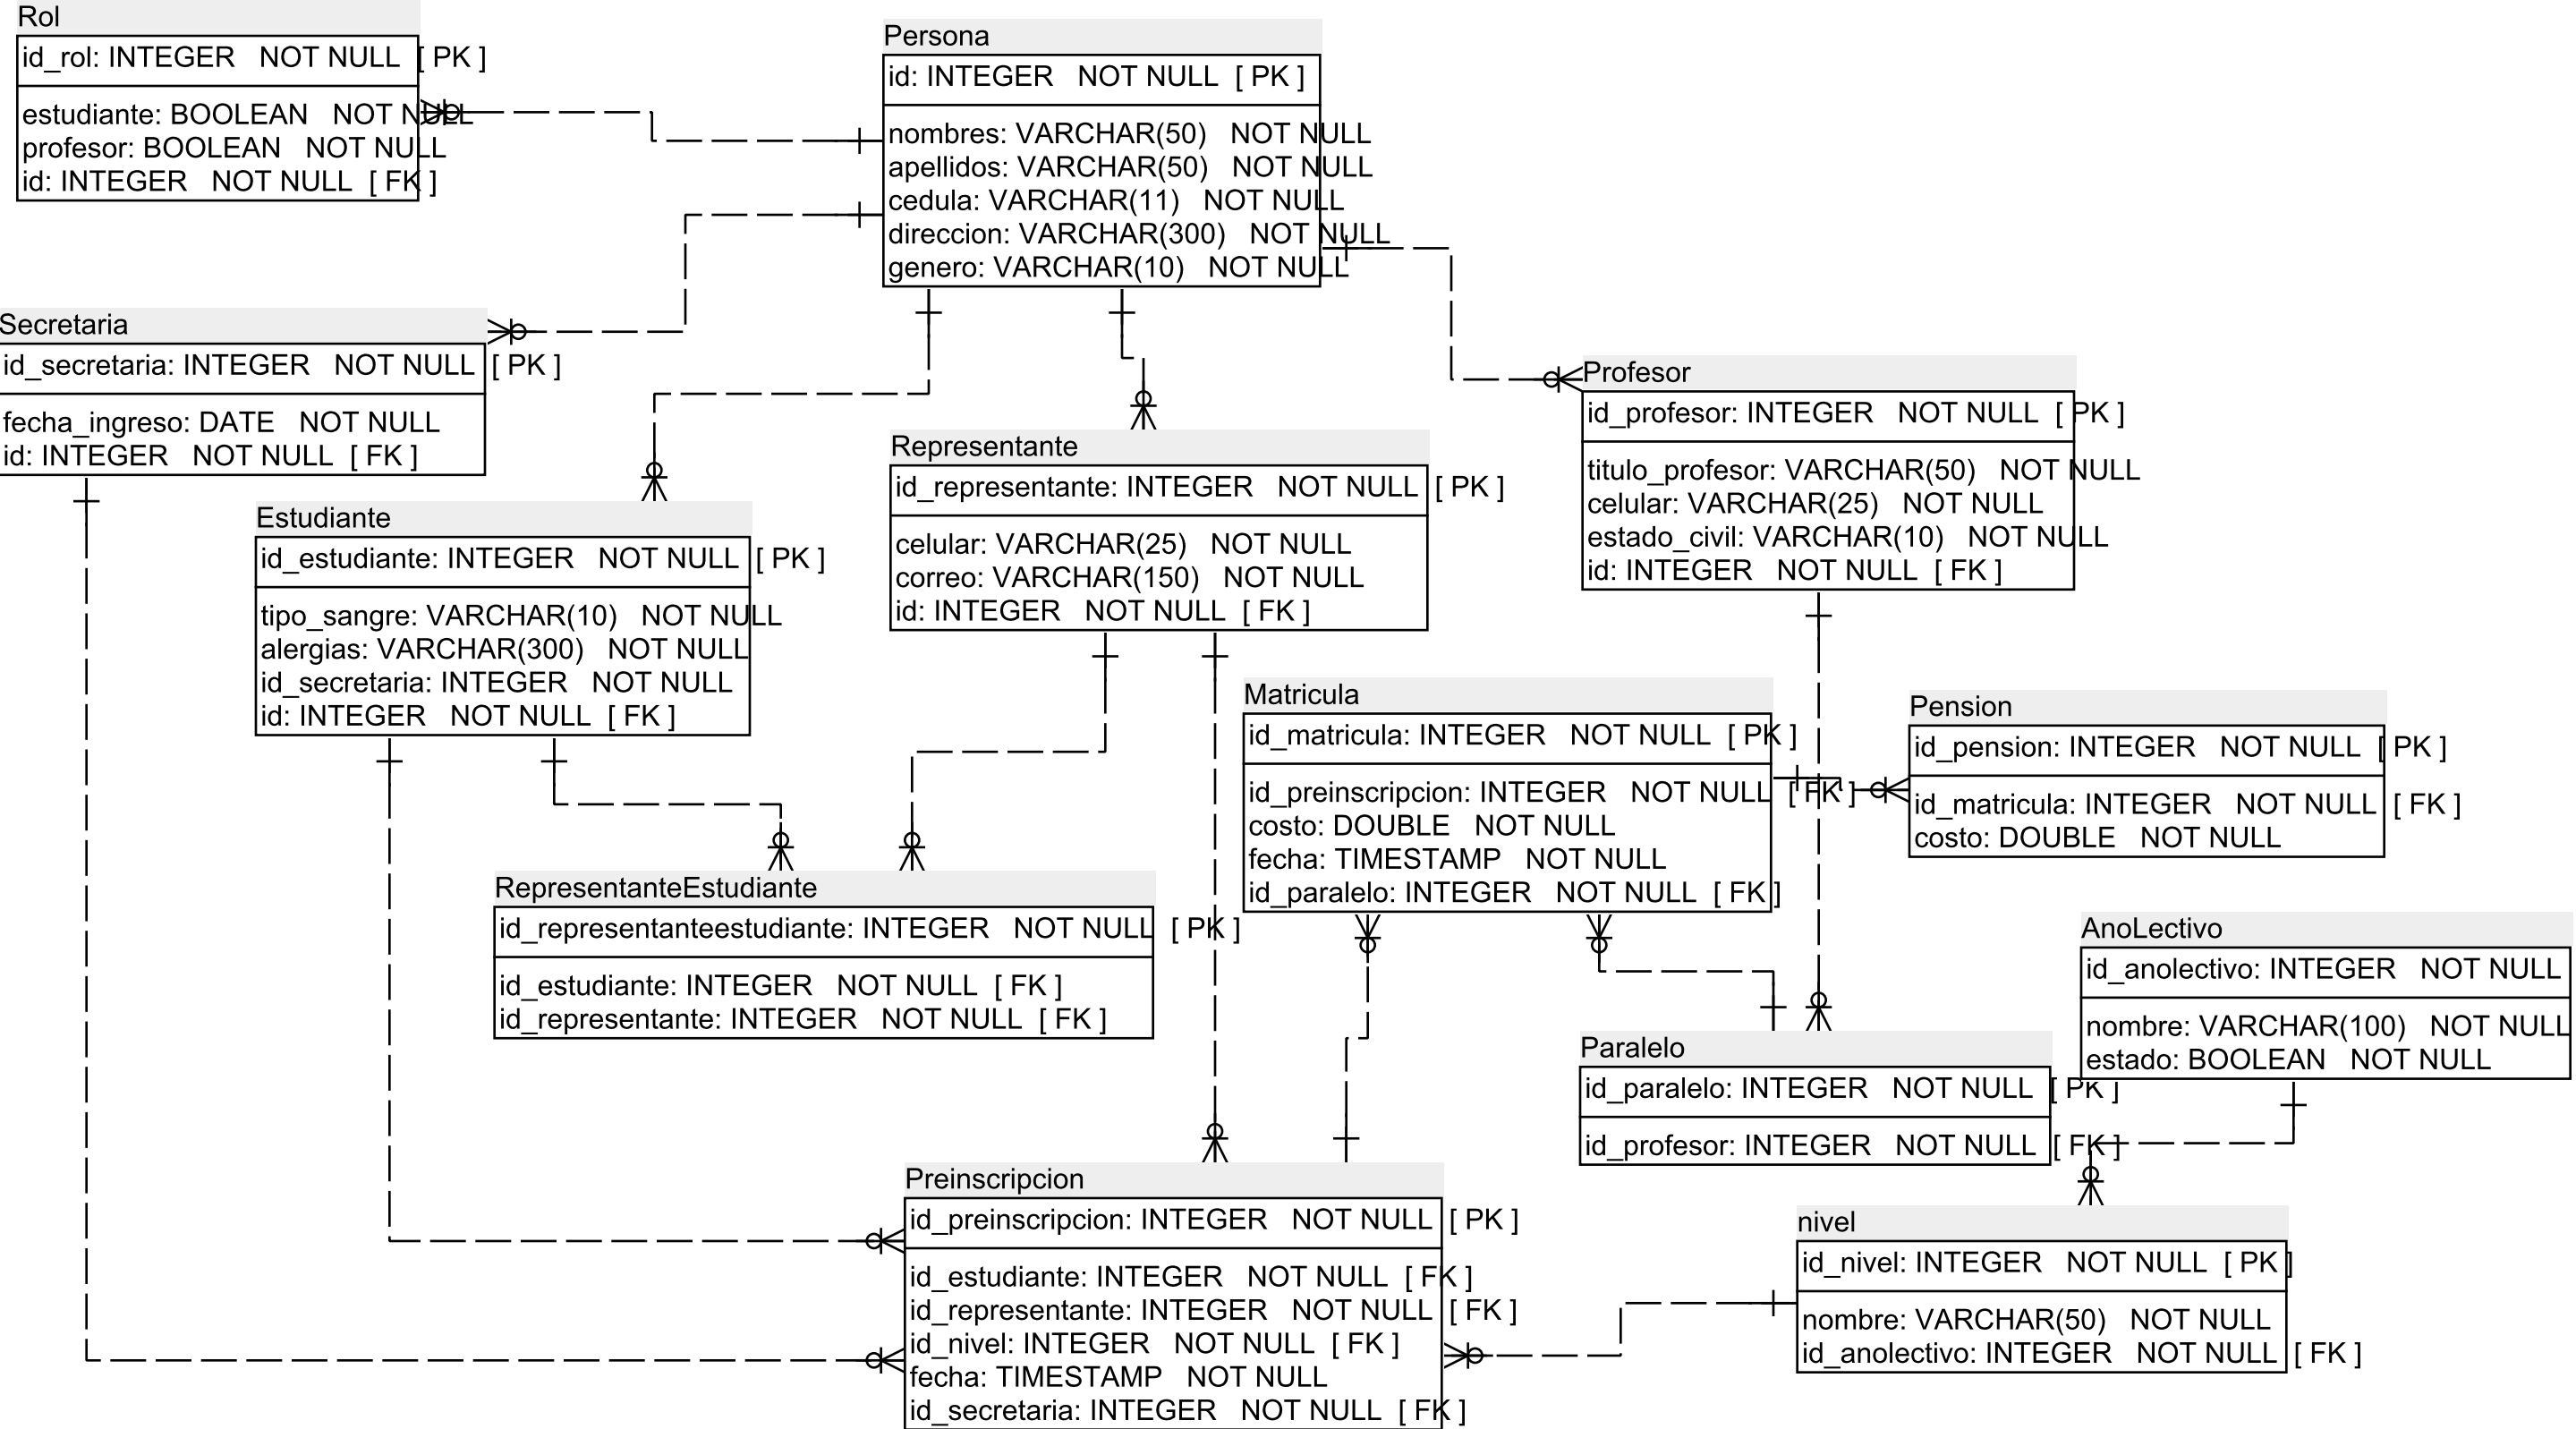 Rol
id_rol: INTEGER NOT NULL [ PK ]
estudiante: BOOLEAN NOT NULL
profesor: BOOLEAN NOT NULL
id: INTEGER NOT NULL [ FK ]
Persona
id: INTEGER NOT NULL [ PK ]
nombres: VARCHAR(50) NOT NULL
apellidos: VARCHAR(50) NOT NULL
cedula: VARCHAR(11) NOT NULL
direccion: VARCHAR(300) NOT NULL
genero: VARCHAR(10) NOT NULL
Secretaria
id_secretaria: INTEGER NOT NULL [ PK ]
fecha_ingreso: DATE NOT NULL
id: INTEGER NOT NULL [ FK ]
Profesor
id_profesor: INTEGER NOT NULL [ PK ]
titulo_profesor: VARCHAR(50) NOT NULL
celular: VARCHAR(25) NOT NULL
estado_civil: VARCHAR(10) NOT NULL
id: INTEGER NOT NULL [ FK ]
Representante
id_representante: INTEGER NOT NULL [ PK ]
celular: VARCHAR(25) NOT NULL
correo: VARCHAR(150) NOT NULL
id: INTEGER NOT NULL [ FK ]
Estudiante
id_estudiante: INTEGER NOT NULL [ PK ]
tipo_sangre: VARCHAR(10) NOT NULL
alergias: VARCHAR(300) NOT NULL
id_secretaria: INTEGER NOT NULL
id: INTEGER NOT NULL [ FK ]
Matricula
id_matricula: INTEGER NOT NULL [ PK ]
id_preinscripcion: INTEGER NOT NULL [ FK ]
costo: DOUBLE NOT NULL
fecha: TIMESTAMP NOT NULL
id_paralelo: INTEGER NOT NULL [ FK ]
Pension
id_pension: INTEGER NOT NULL [ PK ]
id_matricula: INTEGER NOT NULL [ FK ]
costo: DOUBLE NOT NULL
RepresentanteEstudiante
id_representanteestudiante: INTEGER NOT NULL [ PK ]
id_estudiante: INTEGER NOT NULL [ FK ]
id_representante: INTEGER NOT NULL [ FK ]
AnoLectivo
id_anolectivo: INTEGER NOT NULL
nombre: VARCHAR(100) NOT NULL
estado: BOOLEAN NOT NULL
Paralelo
id_paralelo: INTEGER NOT NULL [ PK ]
id_profesor: INTEGER NOT NULL [ FK ]
Preinscripcion
id_preinscripcion: INTEGER NOT NULL [ PK ]
id_estudiante: INTEGER NOT NULL [ FK ]
id_representante: INTEGER NOT NULL [ FK ]
id_nivel: INTEGER NOT NULL [ FK ]
fecha: TIMESTAMP NOT NULL
id_secretaria: INTEGER NOT NULL [ FK ]
nivel
id_nivel: INTEGER NOT NULL [ PK ]
nombre: VARCHAR(50) NOT NULL
id_anolectivo: INTEGER NOT NULL [ FK ]